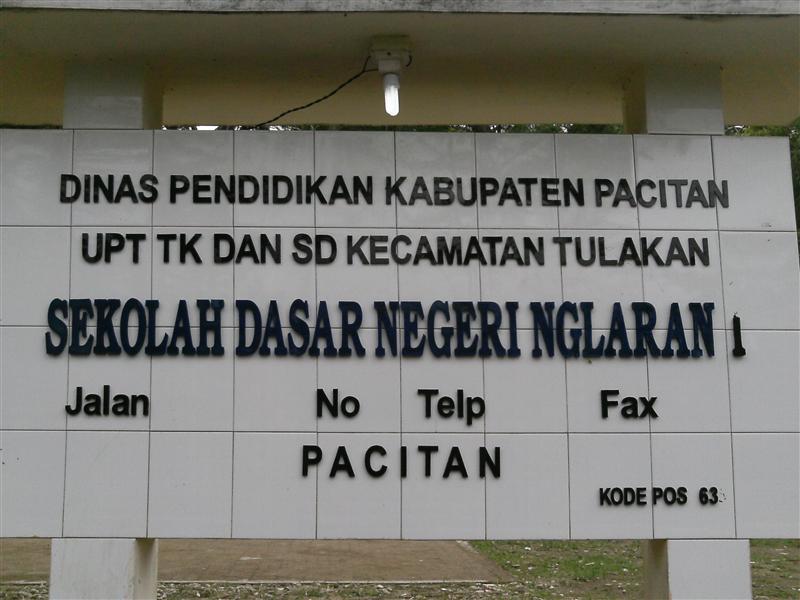 DINAS PENDIDIKAN KABUPATEN PACITAN
UPT TK DAN SD KECAMATAN TULAKAN
SEKOLAH DASAR NEGERI NGLARAN 1
Jalan No Telp Fax
PACITAN
KODE POS 63